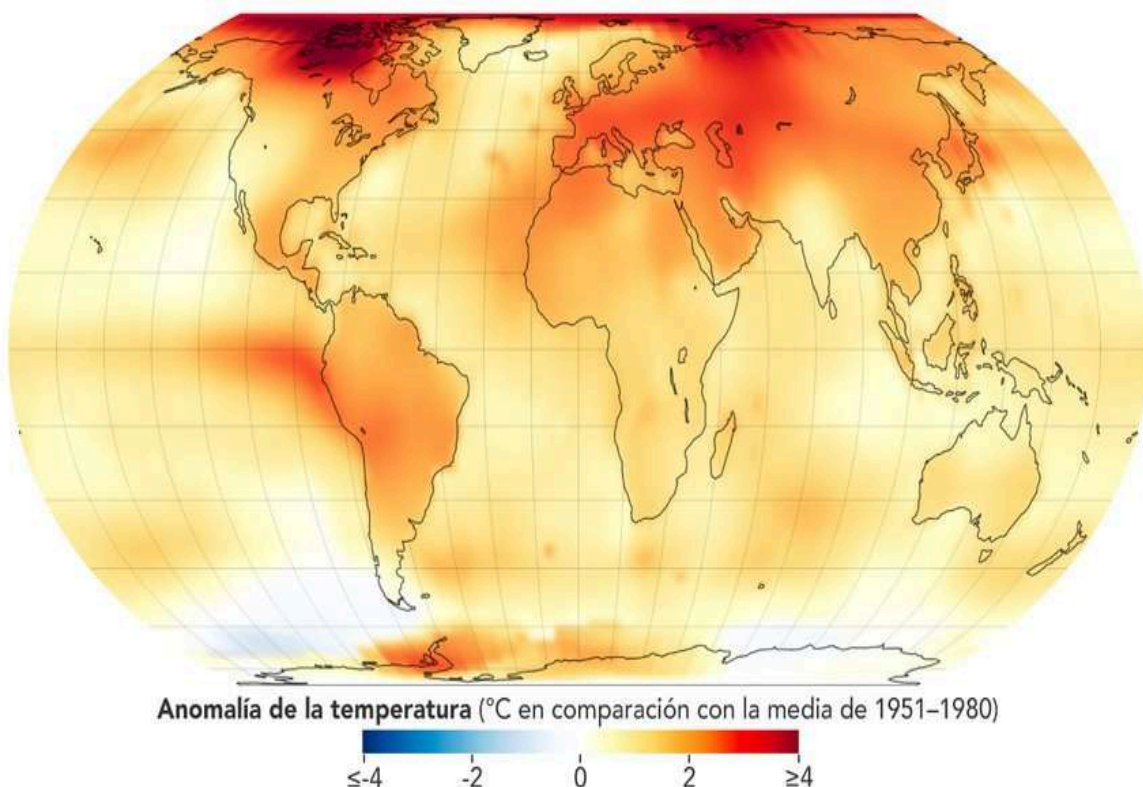 Anomalía de la temperatura (°C en comparación con la media de 1951–1980)
≤-4 -2 0 2 ≥4